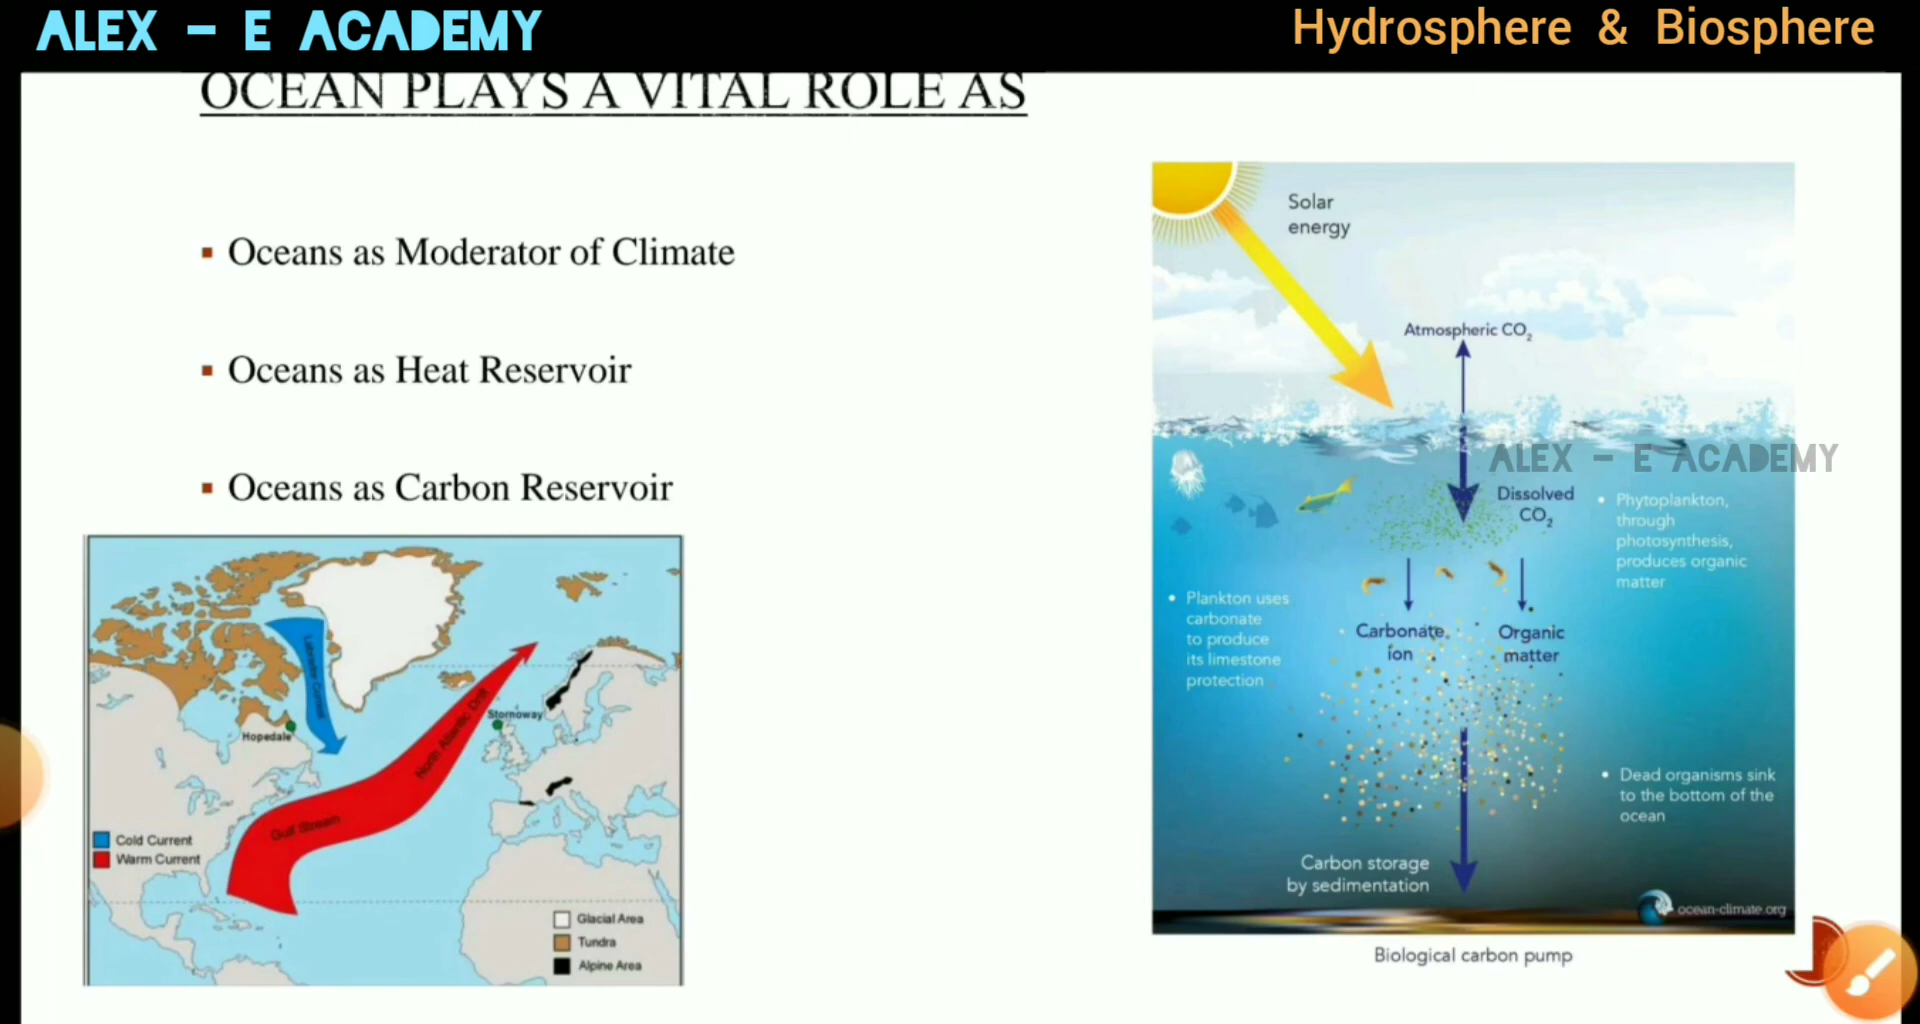 ALEX - E ACADEMY
Hydrosphere & Biosphere
OCEAN PLAYS A VITAL ROLE AS
Oceans as Moderator of Climate
Oceans as Heat Reservoir
Oceans as Carbon Reservoir
Labrador Current
Hopedale
Stornoway
North Atlantic Drift
Gulf Stream
Cold Current
Warm Current
Glacial Area
Tundra
Alpine Area
Solar
energy
Atmospheric CO₂
ALEX - E ACADEMY
Dissolved
CO₂
• Phytoplankton,
through
photosynthesis,
produces organic
matter
• Plankton uses
carbonate
to produce
its limestone
protection
Carbonate
ion
Organic
matter
• Dead organisms sink
to the bottom of the
ocean
Carbon storage
by sedimentation
ocean-climate.org
Biological carbon pump